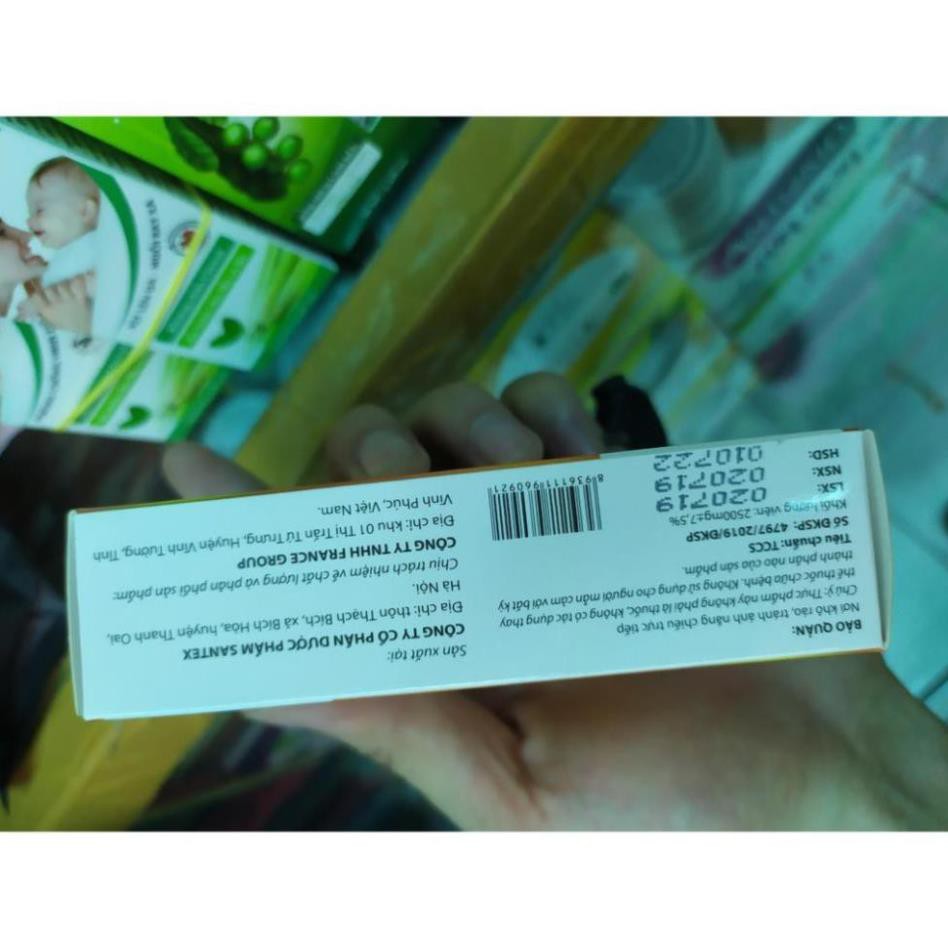 BẢO QUẢN:
Nơi khô ráo, tránh ánh nắng chiếu trực tiếp
Chú ý: Thực phẩm này không phải là thuốc, không có tác dụng thay
thế thuốc chữa bệnh. Không sử dụng cho người mẫn cảm với bất kỳ
thành phần nào của sản phẩm.
Tiêu chuẩn: TCCS
Số ĐKSP: 4797/2019/ĐKSP
Khối lượng viên: 2500mg±7,5%
LSX: 020719
NSX: 020719
HSD: 010722
8936111960921
Sản xuất tại:
CÔNG TY CỔ PHẦN DƯỢC PHẨM SANTEX
Địa chỉ: thôn Thạch Bích, xã Bích Hòa, huyện Thanh Oai,
Hà Nội.
Chịu trách nhiệm về chất lượng và phân phối sản phẩm:
CÔNG TY TNHH FRANCE GROUP
Địa chỉ: khu 01 Thị Trấn Tứ Trưng, Huyện Vĩnh Tường, Tỉnh
Vĩnh Phúc, Việt Nam.